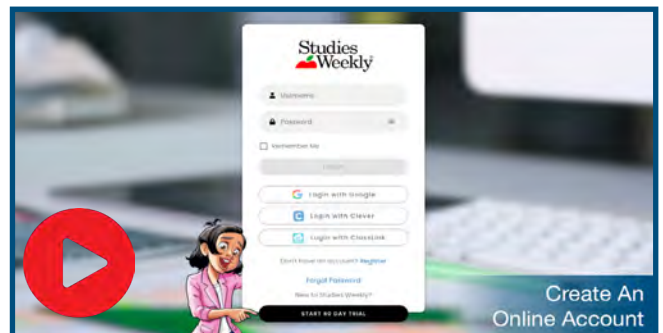 Studies
Weekly
Username
Password
Remember Me
Login with Google
Login with Clever
Login with ClassLink
Don't have an account? Register
Forgot Password
New to Studies Weekly?
START 90 DAY TRIAL
Create An
Online Account